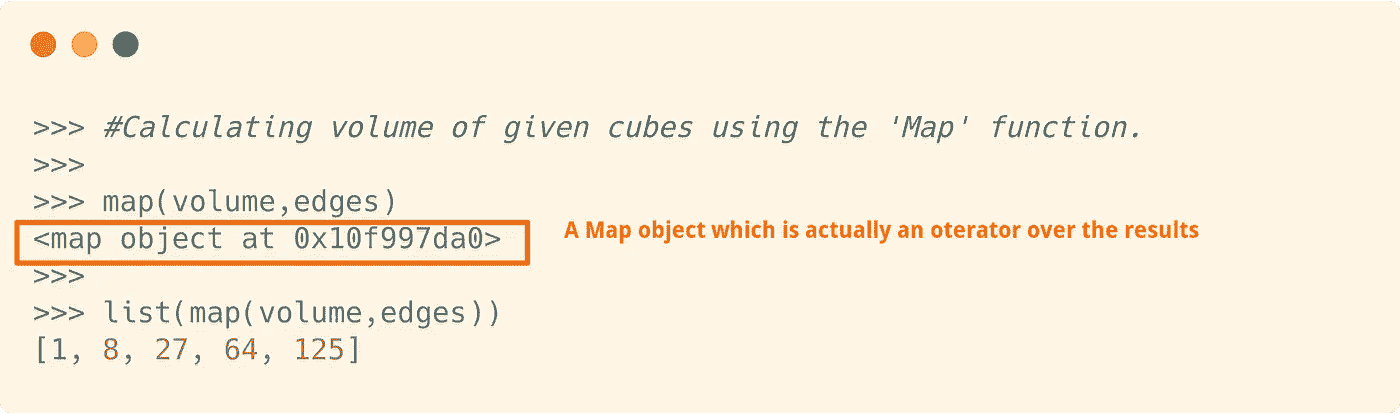 >>> #Calculating volume of given cubes using the 'Map' function.
>>>
>>> map(volume,edges)
<map object at 0x10f997da0>
A Map object which is actually an oterator over the results
>>>
>>> list(map(volume,edges))
[1, 8, 27, 64, 125]